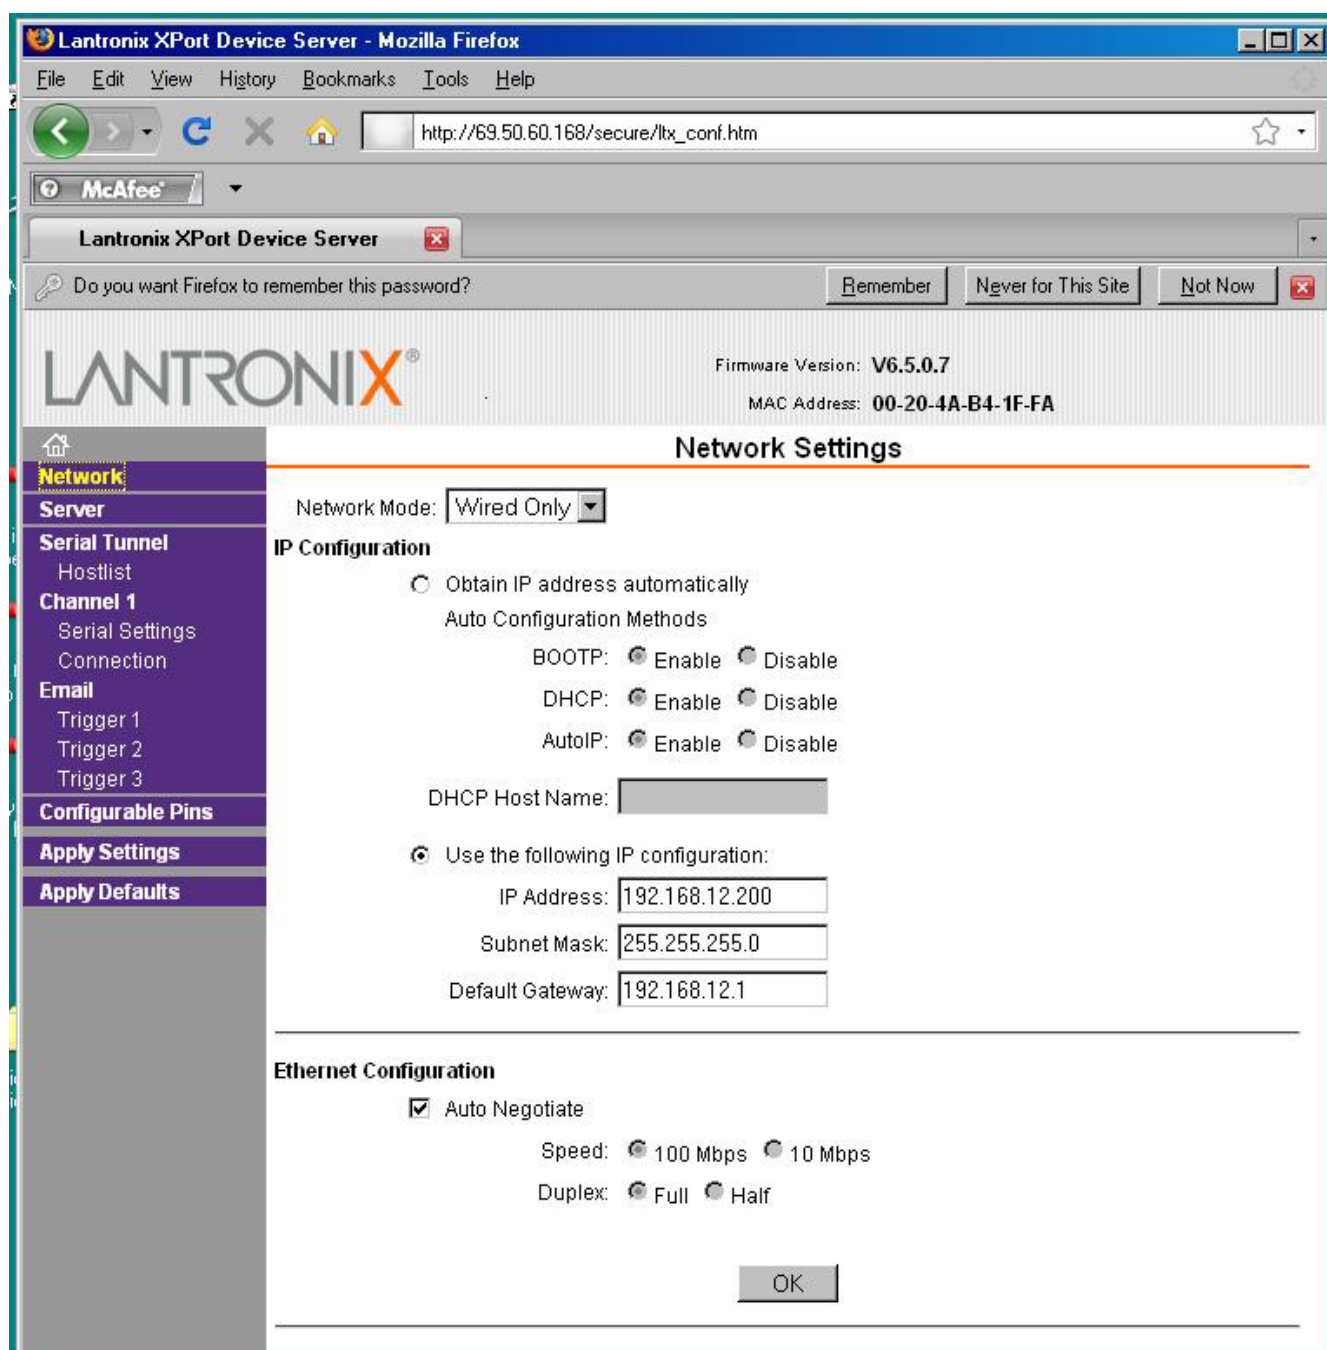 Lantronix XPort Device Server - Mozilla Firefox
File Edit View History Bookmarks Tools Help
http://69.50.60.168/secure/ltx_conf.htm
McAfee
Lantronix XPort Device Server
Do you want Firefox to remember this password? Remember Never for This Site Not Now
LANTRONIX®
Firmware Version: V6.5.0.7
MAC Address: 00-20-4A-B4-1F-FA
Network Settings
Network
Server
Serial Tunnel
Hostlist
Channel 1
Serial Settings
Connection
Email
Trigger 1
Trigger 2
Trigger 3
Configurable Pins
Apply Settings
Apply Defaults
Network Mode: Wired Only
IP Configuration
Obtain IP address automatically
Auto Configuration Methods
BOOTP: Enable Disable
DHCP: Enable Disable
AutoIP: Enable Disable
DHCP Host Name:
Use the following IP configuration:
IP Address: 192.168.12.200
Subnet Mask: 255.255.255.0
Default Gateway: 192.168.12.1
Ethernet Configuration
Auto Negotiate
Speed: 100 Mbps 10 Mbps
Duplex: Full Half
OK